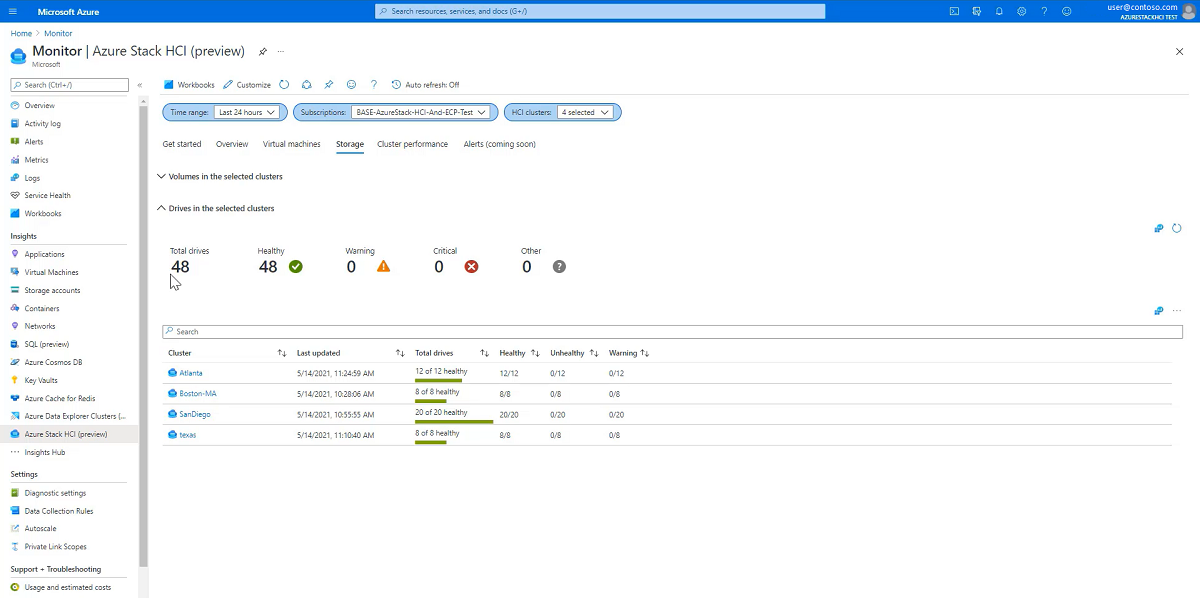 Microsoft Azure
Search resources, services, and docs (G+/)
user@contoso.com
AZURESTACKHCI TEST
Home > Monitor
Monitor | Azure Stack HCI (preview)
Microsoft
Search (Ctrl+/)
«
Workbooks Customize Auto refresh: Off
Time range: Last 24 hours Subscriptions: BASE-AzureStack-HCI-And-ECP-Test HCI clusters: 4 selected
Get started Overview Virtual machines Storage Cluster performance Alerts (coming soon)
Overview
Activity log
Alerts
Metrics
Logs
Service Health
Workbooks
Insights
Applications
Virtual Machines
Storage accounts
Containers
Networks
SQL (preview)
Azure Cosmos DB
Key Vaults
Azure Cache for Redis
Azure Data Explorer Clusters (...
Azure Stack HCI (preview)
Insights Hub
Settings
Diagnostic settings
Data Collection Rules
Autoscale
Private Link Scopes
Support + Troubleshooting
Usage and estimated costs
Volumes in the selected clusters
Drives in the selected clusters
Total drives Healthy Warning Critical Other
48 48 0 0 0
Search
Cluster Last updated Total drives Healthy Unhealthy Warning
Atlanta 5/14/2021, 11:24:59 AM 12 of 12 healthy 12/12 0/12 0/12
Boston-MA 5/14/2021, 10:28:06 AM 8 of 8 healthy 8/8 0/8 0/8
SanDiego 5/14/2021, 10:55:55 AM 20 of 20 healthy 20/20 0/20 0/20
texas 5/14/2021, 11:10:40 AM 8 of 8 healthy 8/8 0/8 0/8